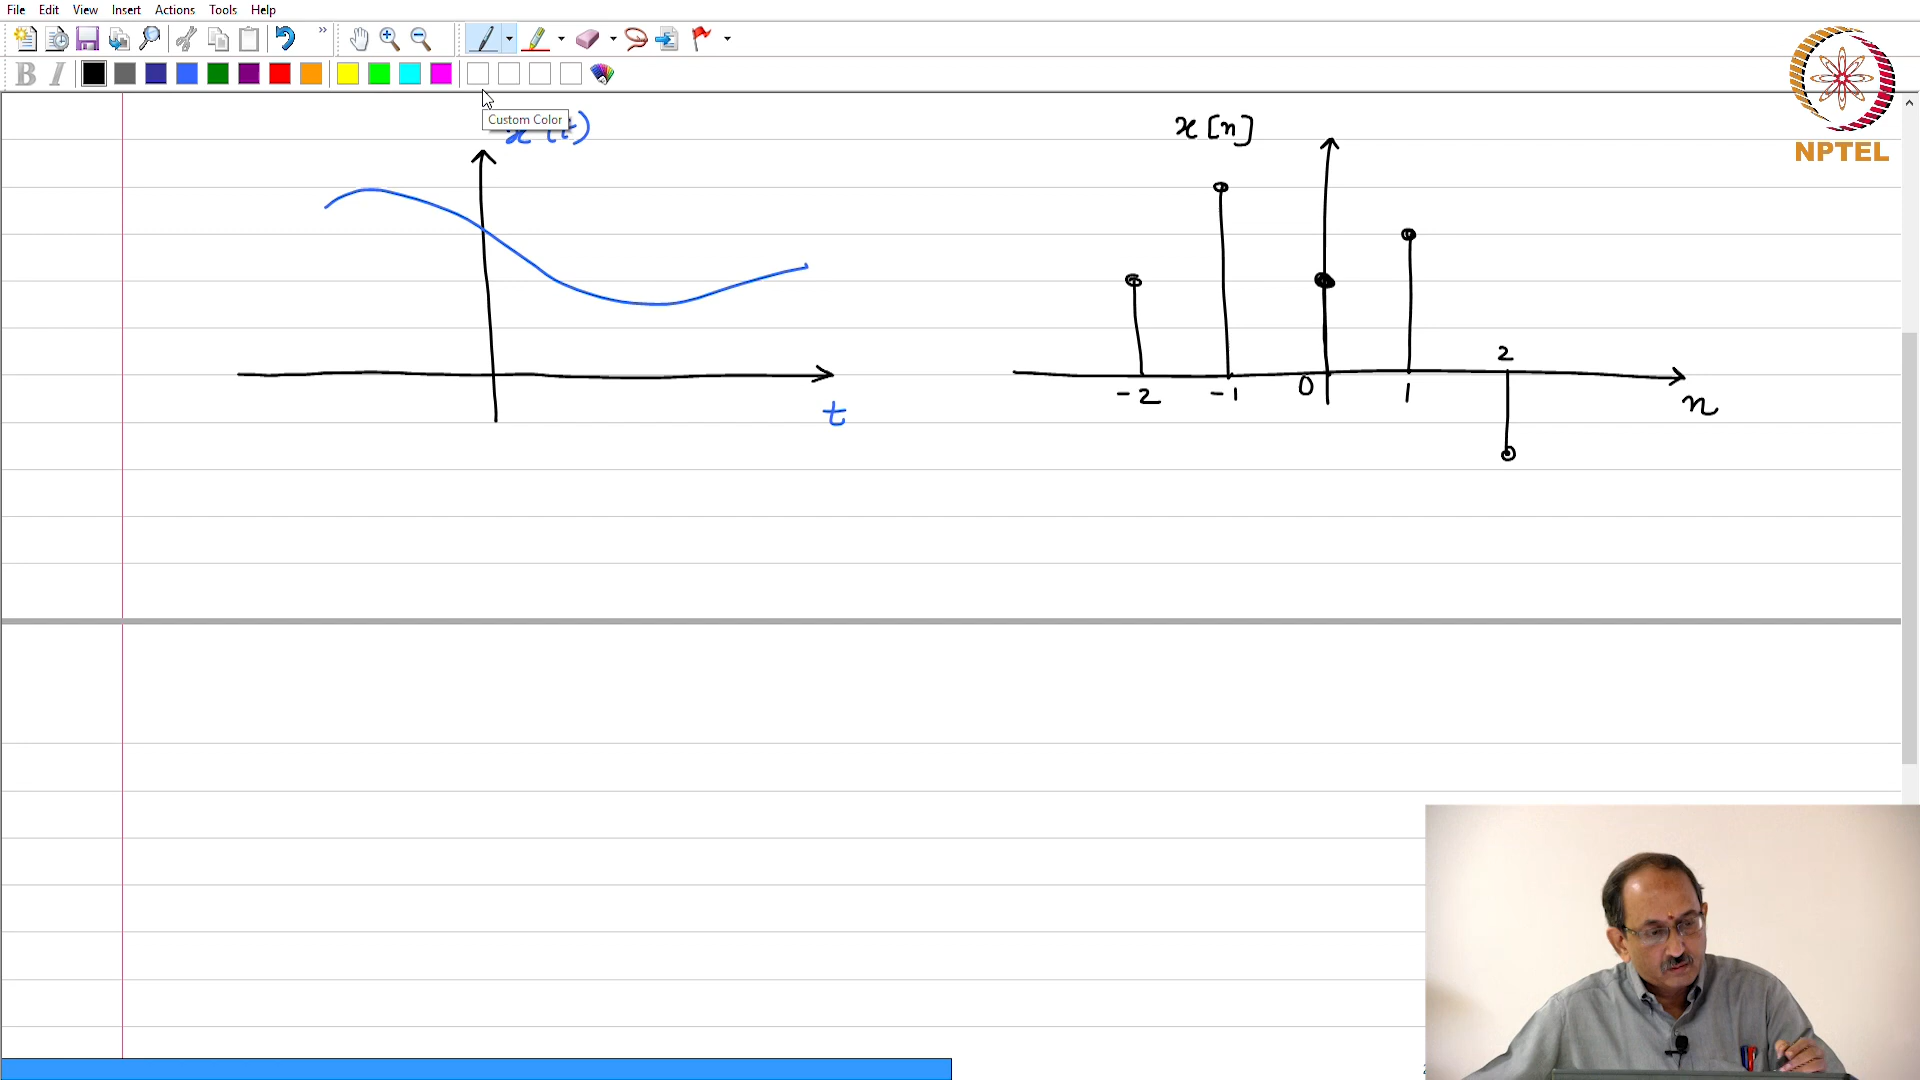 File Edit View Insert Actions Tools Help
B I
Custom Color
x(t)
t
x[n]
-2 -1 0 1 2
n
NPTEL